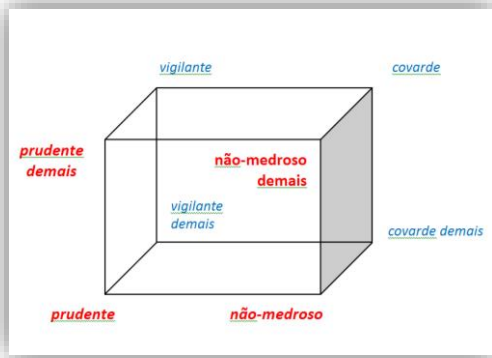 vigilante
covarde
prudente
demais
não-medroso
demais
vigilante
demais
covarde demais
prudente
não-medroso